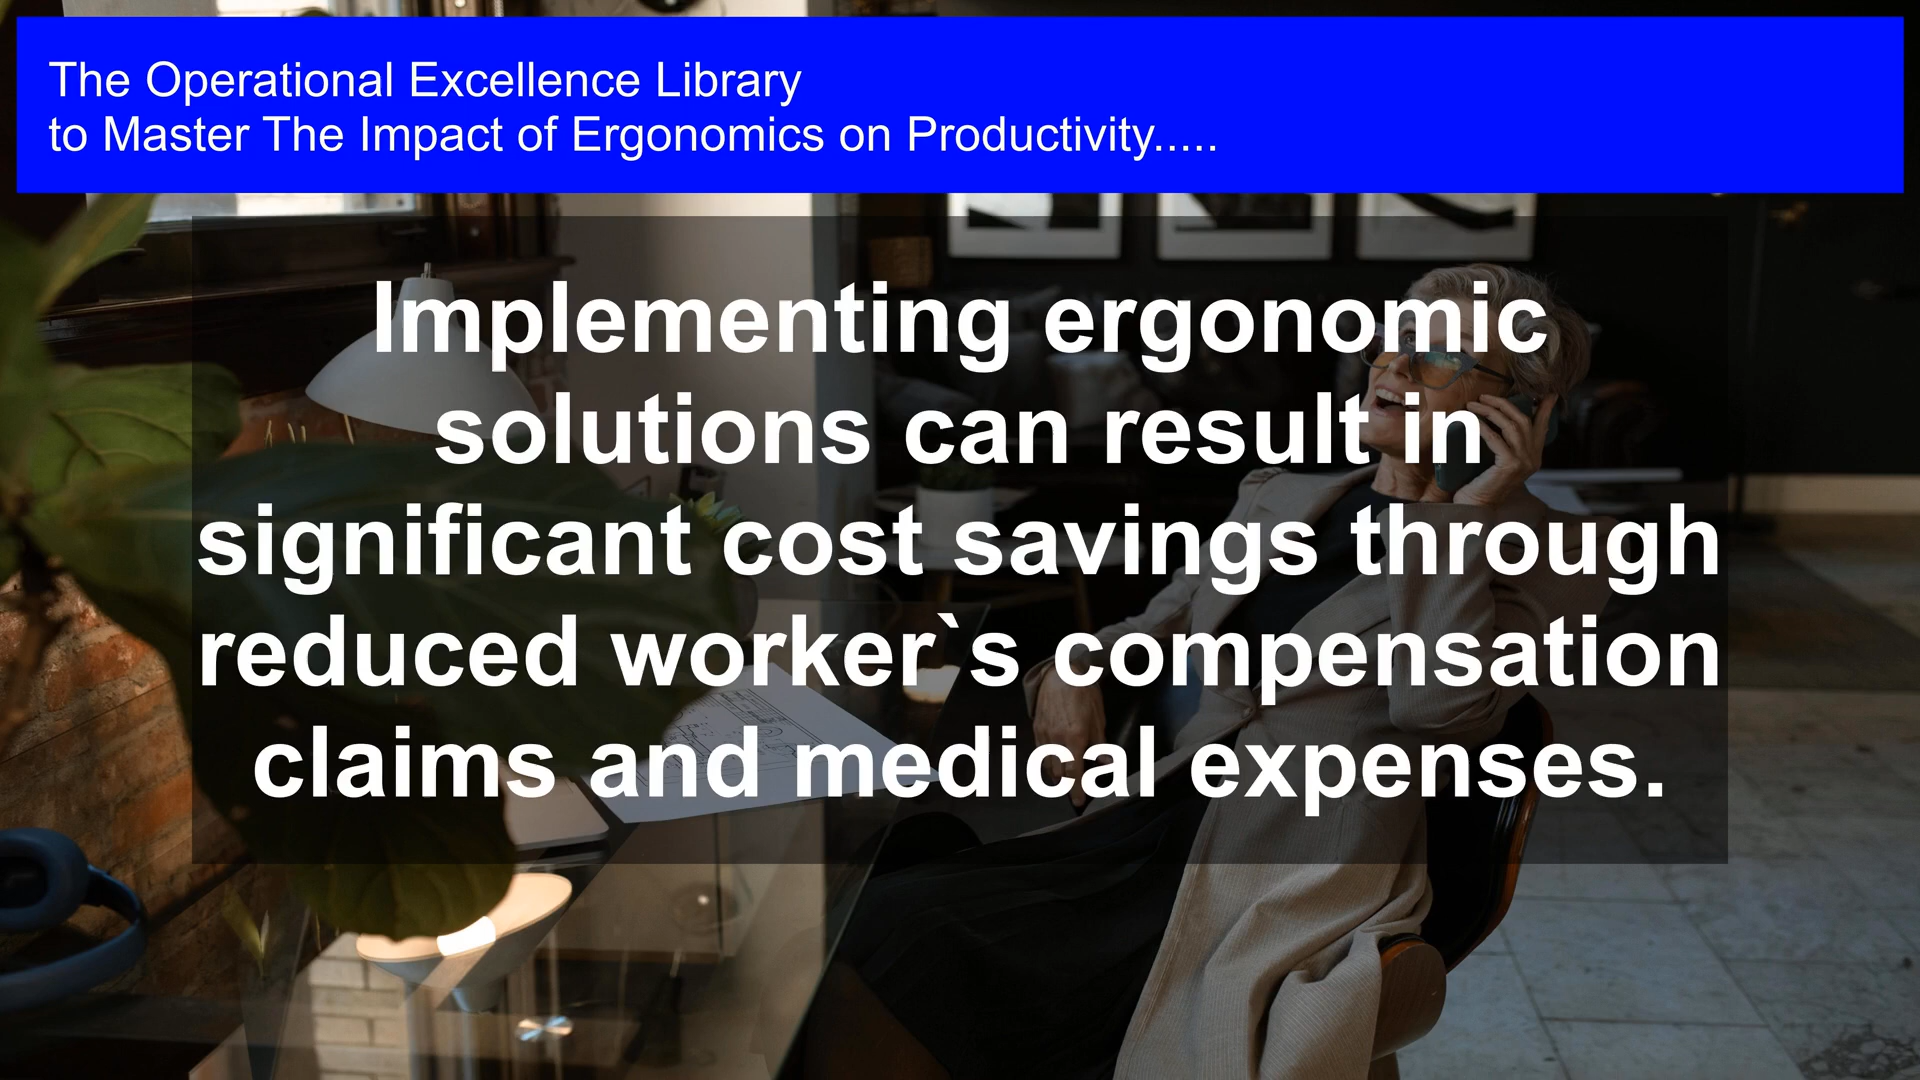 The Operational Excellence Library
to Master The Impact of Ergonomics on Productivity.....
Implementing ergonomic
solutions can result in
significant cost savings through
reduced worker`s compensation
claims and medical expenses.